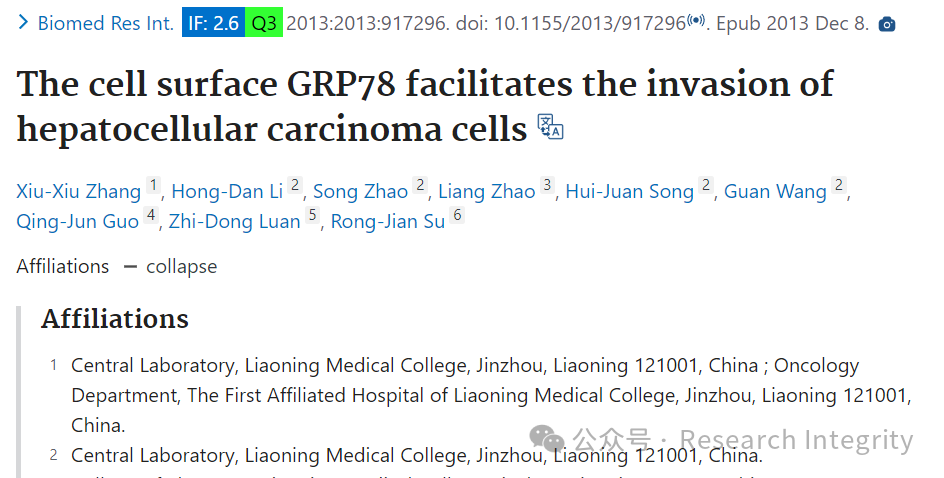 Biomed Res Int. IF: 2.6 Q3 2013:2013:917296. doi: 10.1155/2013/917296. Epub 2013 Dec 8.
The cell surface GRP78 facilitates the invasion of
hepatocellular carcinoma cells
Xiu-Xiu Zhang 1, Hong-Dan Li 2, Song Zhao 2, Liang Zhao 3, Hui-Juan Song 2, Guan Wang 2,
Qing-Jun Guo 4, Zhi-Dong Luan 5, Rong-Jian Su 6
Affiliations — collapse
Affiliations
1 Central Laboratory, Liaoning Medical College, Jinzhou, Liaoning 121001, China ; Oncology
Department, The First Affiliated Hospital of Liaoning Medical College, Jinzhou, Liaoning 121001,
China.
公众号 · Research Integrity
2 Central Laboratory, Liaoning Medical College, Jinzhou, Liaoning 121001, China.